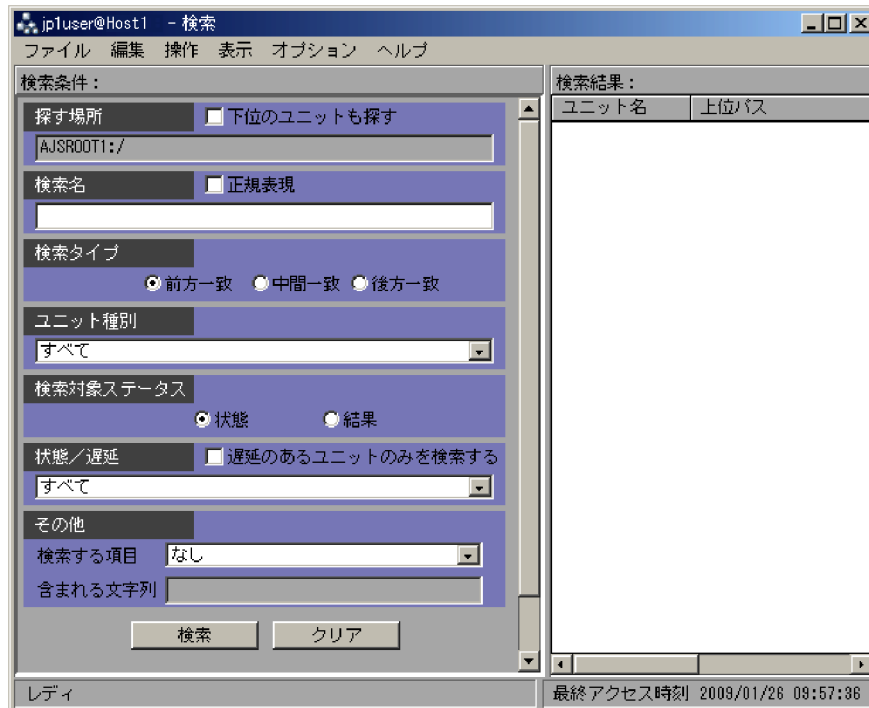 jp1user@Host1 - 検索
ファイル 編集 操作 表示 オプション ヘルプ
検索条件：
探す場所 下位のユニットも探す
AJSROOT1:/
検索名 正規表現
検索タイプ
前方一致 中間一致 後方一致
ユニット種別
すべて
検索対象ステータス
状態 結果
状態／遅延 遅延のあるユニットのみを検索する
すべて
その他
検索する項目 なし
含まれる文字列
検索 クリア
検索結果：
ユニット名 上位パス
レディ
最終アクセス時刻 2009/01/26 09:57:36